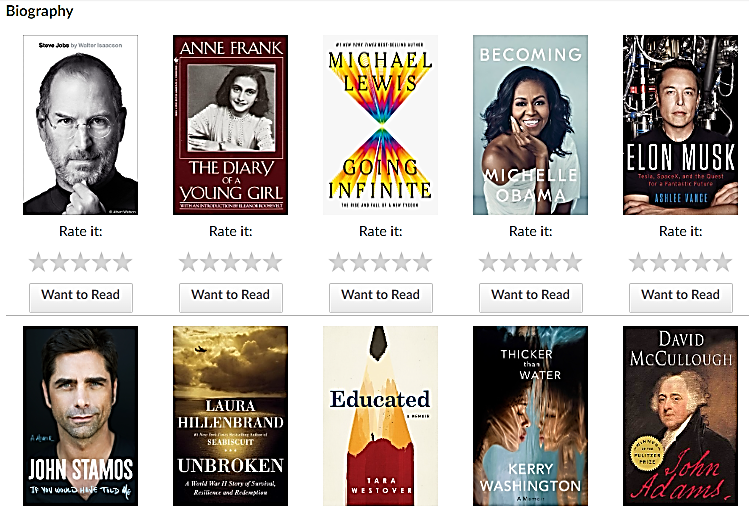 Biography
Steve Jobs by Walter Isaacson
ANNE FRANK
THE DIARY
OF A
YOUNG GIRL
WITH AN INTRODUCTION BY ELEANOR ROOSEVELT
#1 NEW YORK TIMES BEST-SELLING AUTHOR
MICHAEL
LEWIS
GOING
INFINITE
THE RISE AND FALL OF A NEW TYCOON
BECOMING
MICHELLE
OBAMA
ELON MUSK
Tesla, SpaceX, and the Quest
for a Fantastic Future
ASHLEE VANCE
Rate it:
Rate it:
Rate it:
Rate it:
Rate it:
Want to Read
Want to Read
Want to Read
Want to Read
Want to Read
A Memoir
JOHN STAMOS
IF YOU WOULD HAVE TOLD ME
LAURA
HILLENBRAND
#1 New York Times Bestselling Author of
SEABISCUIT
UNBROKEN
A World War II Story of Survival,
Resilience and Redemption
Educated
A MEMOIR
TARA
WESTOVER
THICKER
than
WATER
KERRY
WASHINGTON
A Memoir
DAVID
McCULLOUGH
WINNER
OF THE
PULITZER
PRIZE
John
Adams.